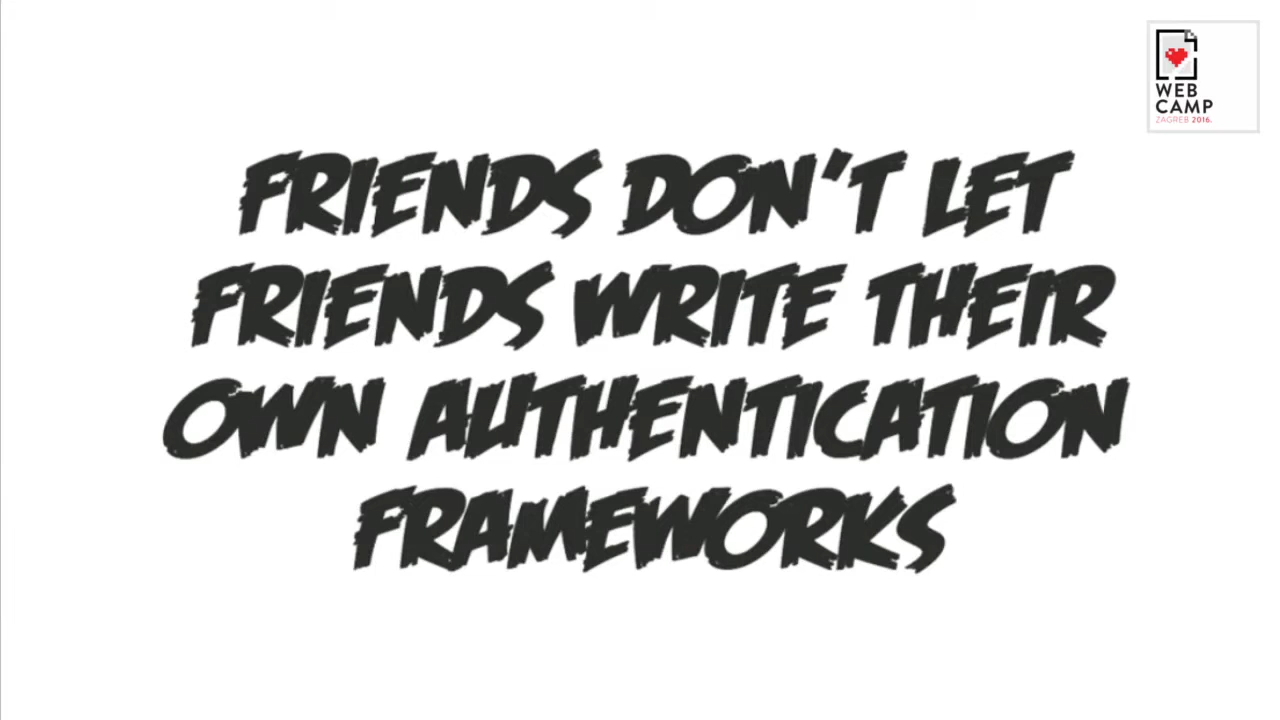 WEB
CAMP
ZAGREB 2016.
FRIENDS DON'T LET
FRIENDS WRITE THEIR
OWN AUTHENTICATION
FRAMEWORKS